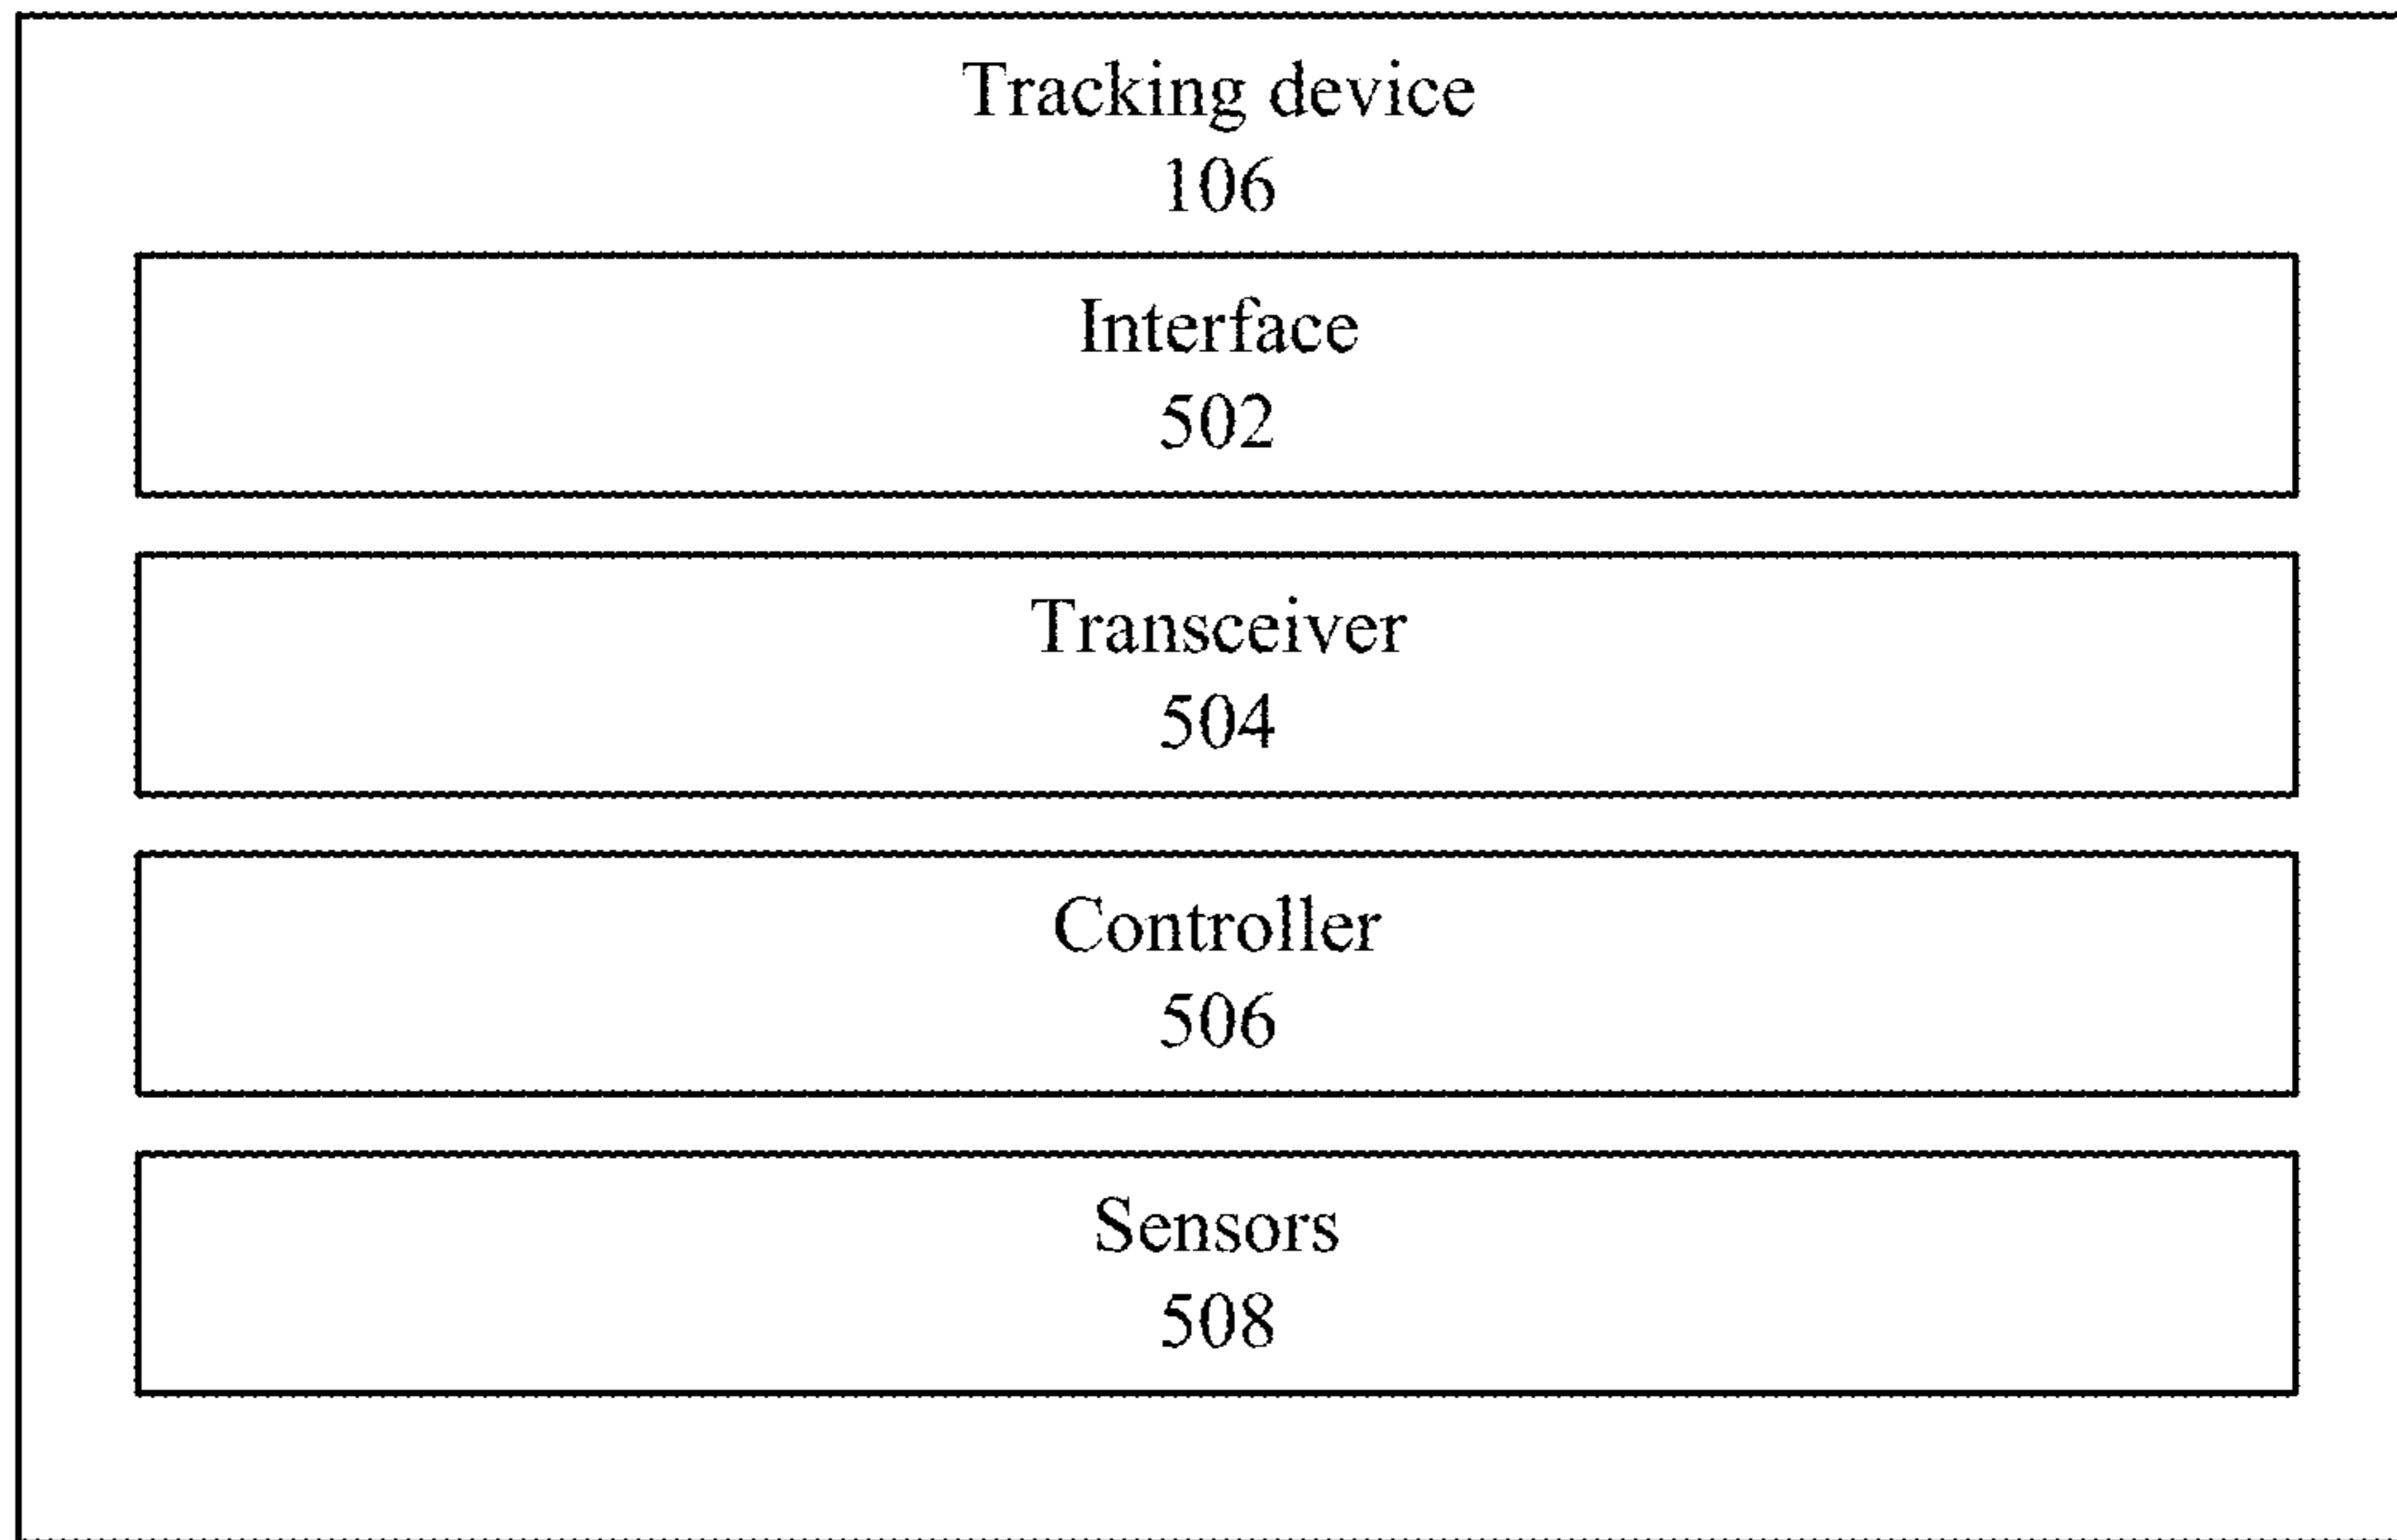 Tracking device
106
Interface
502
Transceiver
504
Controller
506
Sensors
508